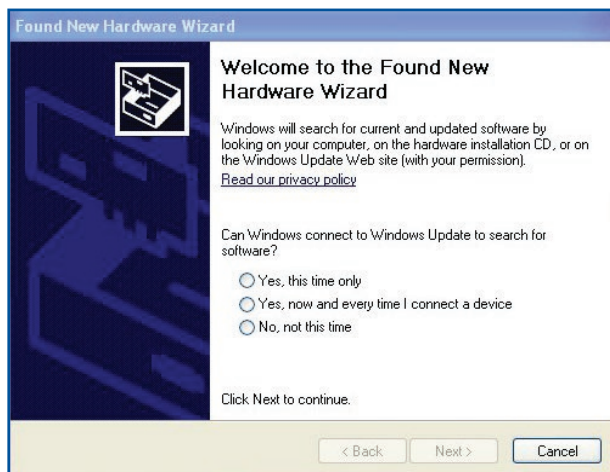 Found New Hardware Wizard
Welcome to the Found New
Hardware Wizard
Windows will search for current and updated software by
looking on your computer, on the hardware installation CD, or on
the Windows Update Web site (with your permission).
Read our privacy policy
Can Windows connect to Windows Update to search for
software?
Yes, this time only
Yes, now and every time I connect a device
No, not this time
Click Next to continue.
< Back Next > Cancel